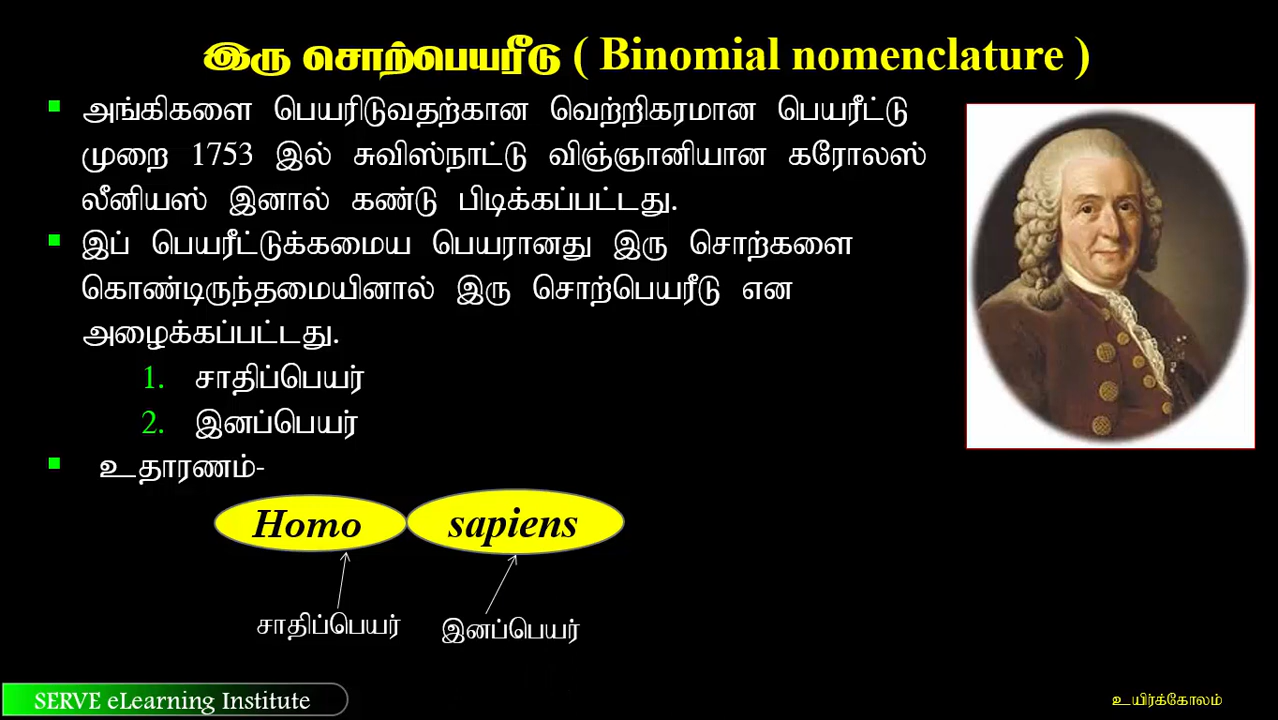 இரு சொற்பெயரீடு ( Binomial nomenclature )
▪ அங்கிகளை பெயரிடுவதற்கான வெற்றிகரமான பெயரீட்டு
முறை 1753 இல் சுவிஸ்நாட்டு விஞ்ஞானியான கரோலஸ்
லீனியஸ் இனால் கண்டு பிடிக்கப்பட்டது.
▪ இப் பெயரீட்டுக்கமைய பெயரானது இரு சொற்களை
கொண்டிருந்தமையினால் இரு சொற்பெயரீடு என
அழைக்கப்பட்டது.
1. சாதிப்பெயர்
2. இனப்பெயர்
▪ உதாரணம்-
Homo sapiens
சாதிப்பெயர் இனப்பெயர்
SERVE eLearning Institute
உயிர்க்கோலம்